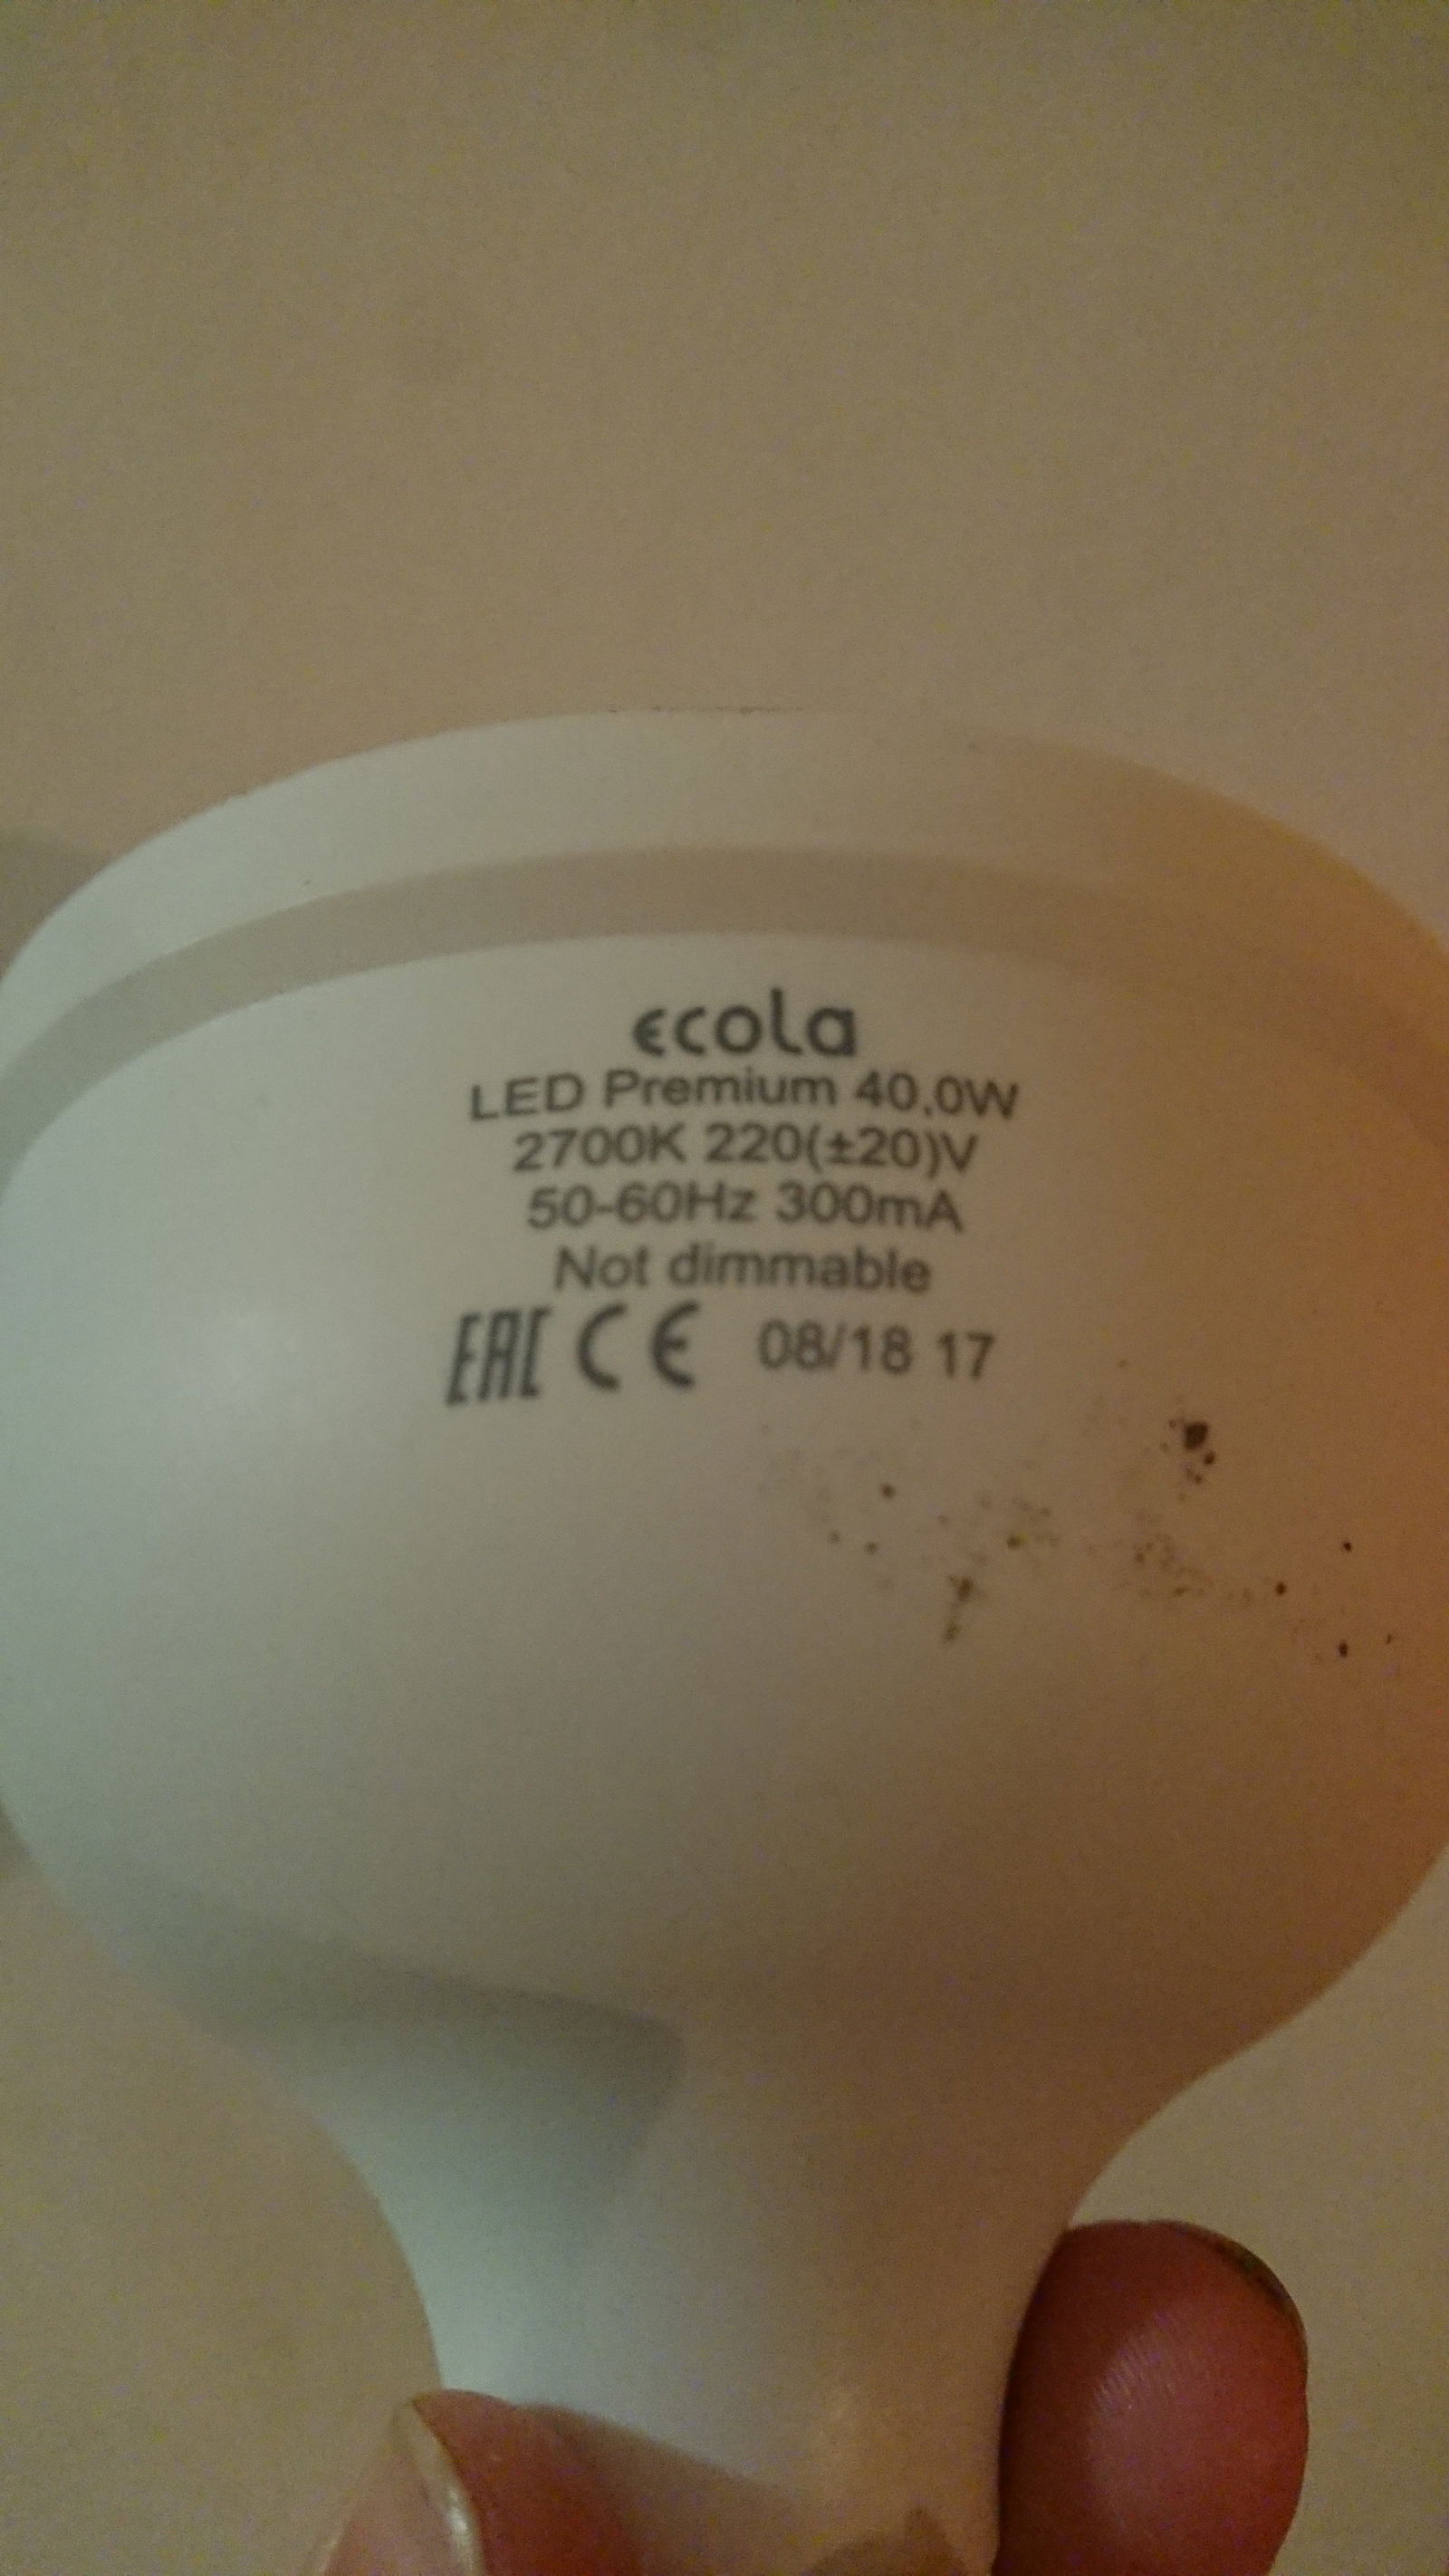 ecola
LED Premium 40,0W
2700K 220(±20)V
50-60Hz 300mA
Not dimmable
EAC CE 08/18 17